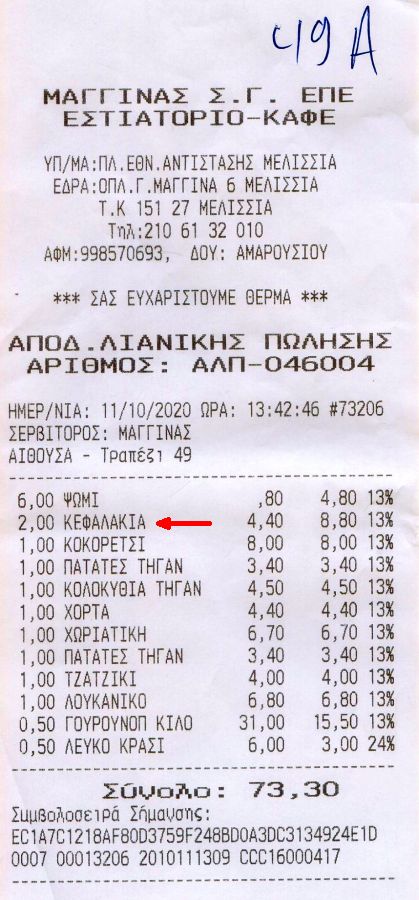 49 A
ΜΑΓΓΙΝΑΣ Σ.Γ. ΕΠΕ
ΕΣΤΙΑΤΟΡΙΟ-ΚΑΦΕ
ΥΠ/ΜΑ:ΠΛ.ΕΘΝ.ΑΝΤΙΣΤΑΣΗΣ ΜΕΛΙΣΣΙΑ
ΕΔΡΑ:ΟΠΛ.Γ.ΜΑΓΓΙΝΑ 6 ΜΕΛΙΣΣΙΑ
Τ.Κ 151 27 ΜΕΛΙΣΣΙΑ
Τηλ:210 61 32 010
ΑΦΜ:998570693, ΔΟΥ: ΑΜΑΡΟΥΣΙΟΥ
*** ΣΑΣ ΕΥΧΑΡΙΣΤΟΥΜΕ ΘΕΡΜΑ ***
ΑΠΟΔ.ΛΙΑΝΙΚΗΣ ΠΩΛΗΣΗΣ
ΑΡΙΘΜΟΣ: ΑΛΠ-046004
ΗΜΕΡ/ΝΙΑ: 11/10/2020 ΩΡΑ: 13:42:46 #73206
ΣΕΡΒΙΤΟΡΟΣ: ΜΑΓΓΙΝΑΣ
ΑΙΘΟΥΣΑ - Τραπέζι 49
6,00 ΨΩΜΙ ,80 4,80 13%
2,00 ΚΕΦΑΛΑΚΙΑ 4,40 8,80 13%
1,00 ΚΟΚΟΡΕΤΣΙ 8,00 8,00 13%
1,00 ΠΑΤΑΤΕΣ ΤΗΓΑΝ 3,40 3,40 13%
1,00 ΚΟΛΟΚΥΘΙΑ ΤΗΓΑΝ 4,50 4,50 13%
1,00 ΧΟΡΤΑ 4,40 4,40 13%
1,00 ΧΩΡΙΑΤΙΚΗ 6,70 6,70 13%
1,00 ΠΑΤΑΤΕΣ ΤΗΓΑΝ 3,40 3,40 13%
1,00 ΤΖΑΤΖΙΚΙ 4,00 4,00 13%
1,00 ΛΟΥΚΑΝΙΚΟ 6,80 6,80 13%
0,50 ΓΟΥΡΟΥΝΟΠ ΚΙΛΟ 31,00 15,50 13%
0,50 ΛΕΥΚΟ ΚΡΑΣΙ 6,00 3,00 24%
Σύνολο: 73,30
Συμβολοσειρά Σήμανσης:
EC1A7C1218AF80D3759F248BD0A3DC3134924E1D
0007 00013206 2010111309 CCC16000417